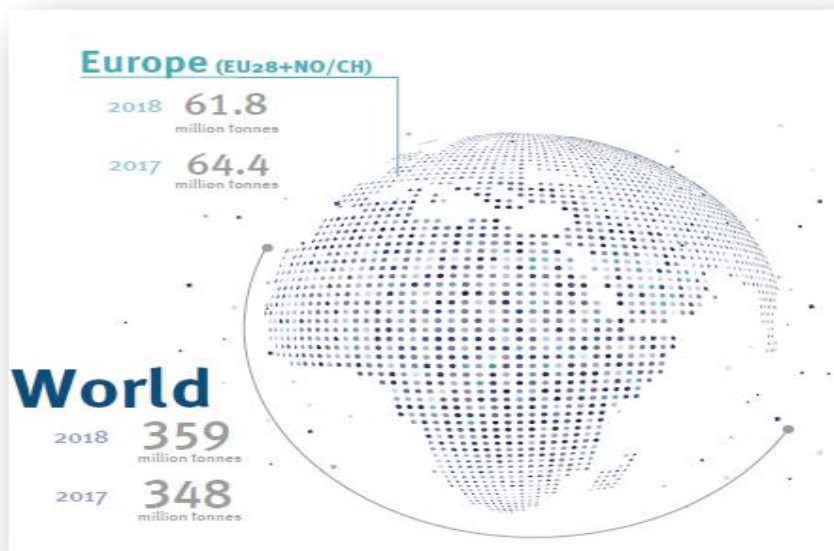 Europe (EU28+NO/CH)
2018 61.8
million tonnes
2017 64.4
million tonnes
World
2018 359
million tonnes
2017 348
million tonnes